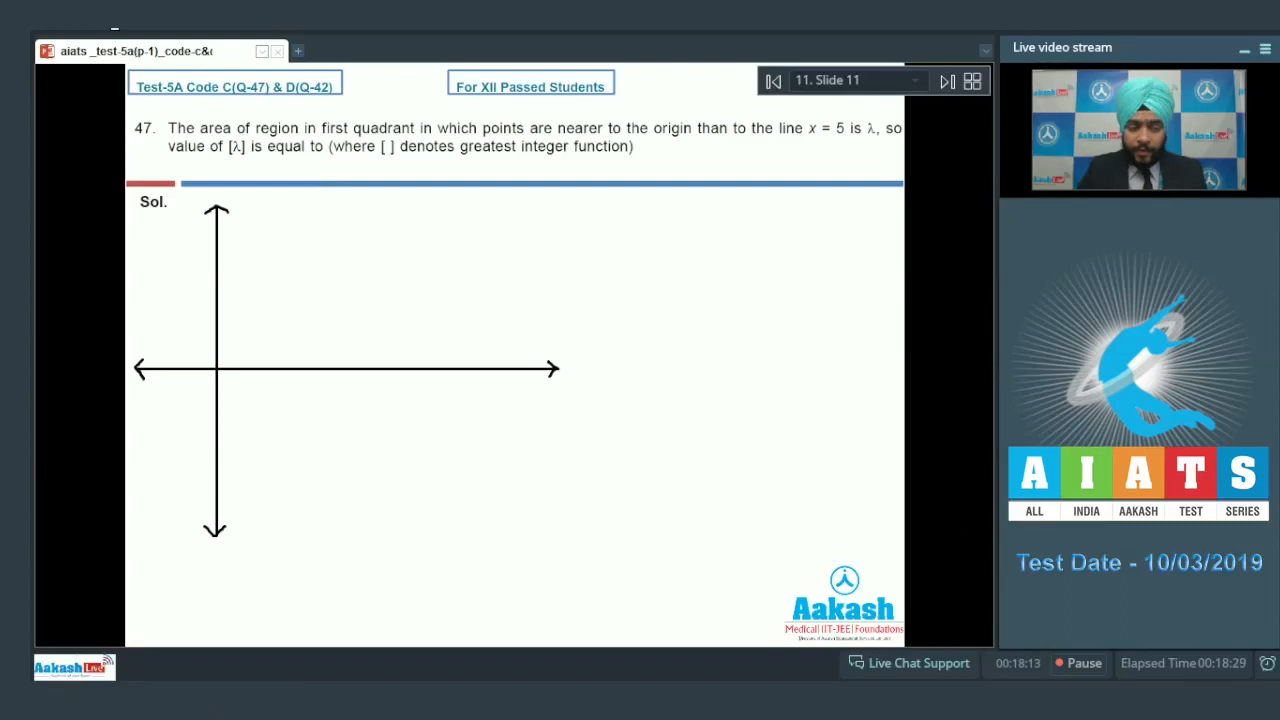 aiats _test-5a(p-1)_code-c&c
Live video stream
Test-5A Code C(Q-47) & D(Q-42)
For XII Passed Students
11. Slide 11
47. The area of region in first quadrant in which points are nearer to the origin than to the line x = 5 is λ, so
value of [λ] is equal to (where [ ] denotes greatest integer function)
Sol.
A I A T S
ALL INDIA AAKASH TEST SERIES
Test Date - 10/03/2019
Aakash
Medical|IIT-JEE|Foundations
Aakash Live
Live Chat Support
00:18:13
Pause
Elapsed Time 00:18:29